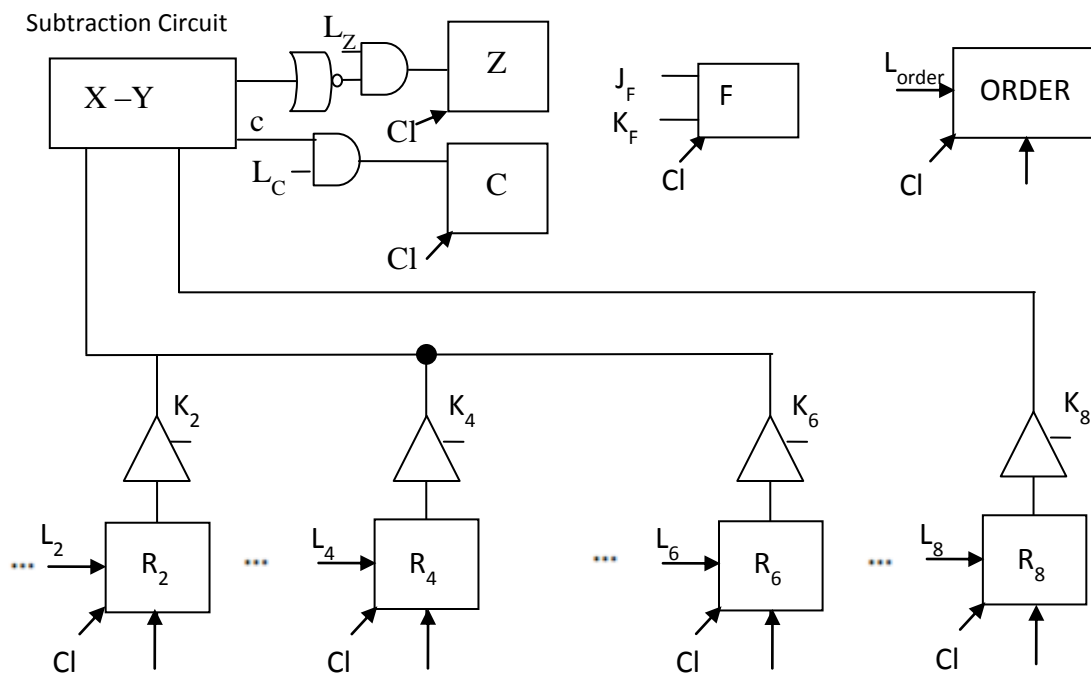 Subtraction Circuit
L_Z
Z
X –Y
c
Cl
L_C
C
Cl
J_F
K_F
F
Cl
L_order
ORDER
Cl
K_2
K_4
K_6
K_8
*** L_2
R_2
Cl
*** L_4
R_4
Cl
*** L_6
R_6
Cl
*** L_8
R_8
Cl